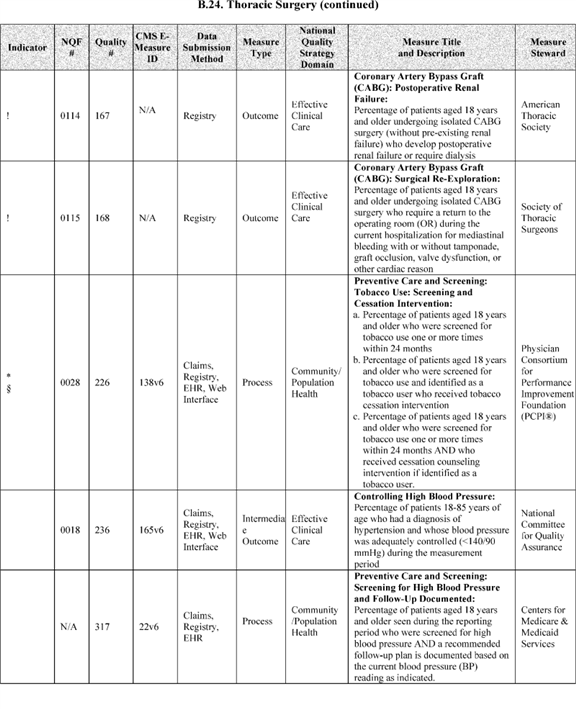 B.24. Thoracic Surgery (continued)
Indicator
NQF
#
Quality
#
CMS E-
Measure
ID
Data
Submission
Method
Measure
Type
National
Quality
Strategy
Domain
Measure Title
and Description
Measure
Steward
!
0114
167
N/A
Registry
Outcome
Effective
Clinical
Care
Coronary Artery Bypass Graft
(CABG): Postoperative Renal
Failure:
Percentage of patients aged 18 years
and older undergoing isolated CABG
surgery (without pre-existing renal
failure) who develop postoperative
renal failure or require dialysis
American
Thoracic
Society
!
0115
168
N/A
Registry
Outcome
Effective
Clinical
Care
Coronary Artery Bypass Graft
(CABG): Surgical Re-Exploration:
Percentage of patients aged 18 years
and older undergoing isolated CABG
surgery who require a return to the
operating room (OR) during the
current hospitalization for mediastinal
bleeding with or without tamponade,
graft occlusion, valve dysfunction, or
other cardiac reason
Society of
Thoracic
Surgeons
*
§
0028
226
138v6
Claims,
Registry,
EHR, Web
Interface
Process
Community/
Population
Health
Preventive Care and Screening:
Tobacco Use: Screening and
Cessation Intervention:
a. Percentage of patients aged 18 years
and older who were screened for
tobacco use one or more times
within 24 months
b. Percentage of patients aged 18 years
and older who were screened for
tobacco use and identified as a
tobacco user who received tobacco
cessation intervention
c. Percentage of patients aged 18 years
and older who were screened for
tobacco use one or more times
within 24 months AND who
received cessation counseling
intervention if identified as a
tobacco user.
Physician
Consortium
for
Performance
Improvement
Foundation
(PCPI®)
0018
236
165v6
Claims,
Registry,
EHR, Web
Interface
Intermedia
e
Outcome
Effective
Clinical
Care
Controlling High Blood Pressure:
Percentage of patients 18-85 years of
age who had a diagnosis of
hypertension and whose blood pressure
was adequately controlled (<140/90
mmHg) during the measurement
period
National
Committee
for Quality
Assurance
N/A
317
22v6
Claims,
Registry,
EHR
Process
Community
/Population
Health
Preventive Care and Screening:
Screening for High Blood Pressure
and Follow-Up Documented:
Percentage of patients aged 18 years
and older seen during the reporting
period who were screened for high
blood pressure AND a recommended
follow-up plan is documented based on
the current blood pressure (BP)
reading as indicated.
Centers for
Medicare &
Medicaid
Services